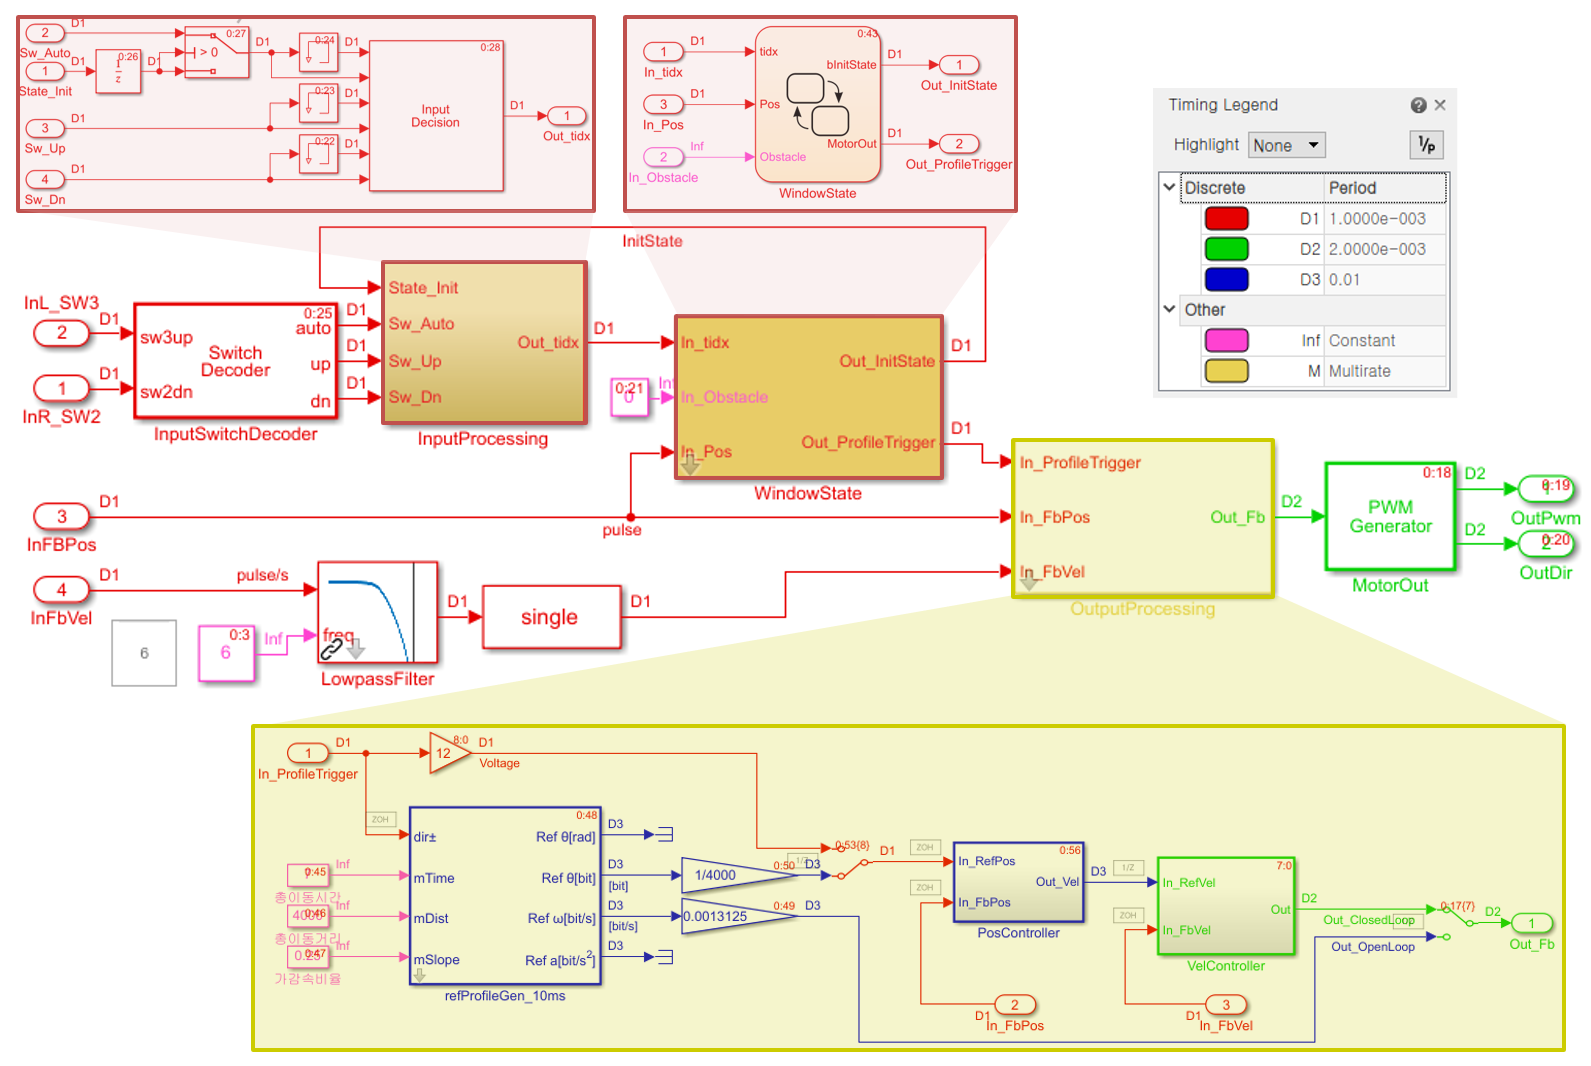 D1
2
Sw_Auto
0:27
> 0
D1
0:24
D1
0:28
D1
0:26
1
z
D1
1
State_Init
0:23
D1
Input
Decision
D1
1
Out_tidx
D1
3
Sw_Up
0:22
D1
D1
4
Sw_Dn
0:43
1
In_tidx
D1
tidx
bInitState
D1
1
Out_InitState
3
In_Pos
D1
Pos
2
In_Obstacle
Inf
Obstacle
MotorOut
D1
2
Out_ProfileTrigger
WindowState
Timing Legend
Highlight
None
1/p
Discrete
Period
D1
1.0000e-003
D2
2.0000e-003
D3
0.01
Other
Inf
Constant
M
Multirate
InitState
InL_SW3
2
D1
sw3up
Switch
Decoder
0:25
auto
D1
up
D1
dn
D1
1
InR_SW2
D1
sw2dn
InputSwitchDecoder
State_Init
Sw_Auto
Sw_Up
Sw_Dn
Out_tidx
D1
InputProcessing
In_tidx
0:21
0
Inf
In_Obstacle
In_Pos
Out_InitState
D1
Out_ProfileTrigger
D1
WindowState
3
InFBPos
D1
pulse
4
InFbVel
D1
pulse/s
6
0:3
6
Inf
freq
LowpassFilter
D1
single
D1
In_ProfileTrigger
In_FbPos
In_FbVel
Out_Fb
D2
OutputProcessing
0:18
PWM
Generator
MotorOut
D2
0:19
OutPwm
D2
2
0:20
OutDir
1
In_ProfileTrigger
D1
8:0
12
D1
Voltage
ZOH
0:48
dir±
mTime
mDist
mSlope
Ref θ[rad]
Ref θ[bit]
Ref ω[bit/s]
Ref a[bit/s²]
refProfileGen_10ms
0:45
Inf
총이동시간
0:46
Inf
총이동거리
0:47
Inf
가감속비율
D3
D3
[bit]
D3
[bit/s]
D3
1/4000
0:50
D3
1/Z
0.0013125
0:49
D3
0:53{8}
D1
ZOH
ZOH
0:56
In_RefPos
In_FbPos
Out_Vel
PosController
D3
1/Z
ZOH
7:0
In_RefVel
In_FbVel
Out
VelController
D2
Out_ClosedLoop
Out_OpenLoop
0:17{7}
D2
1
Out_Fb
2
D1
In_FbPos
3
D1
In_FbVel